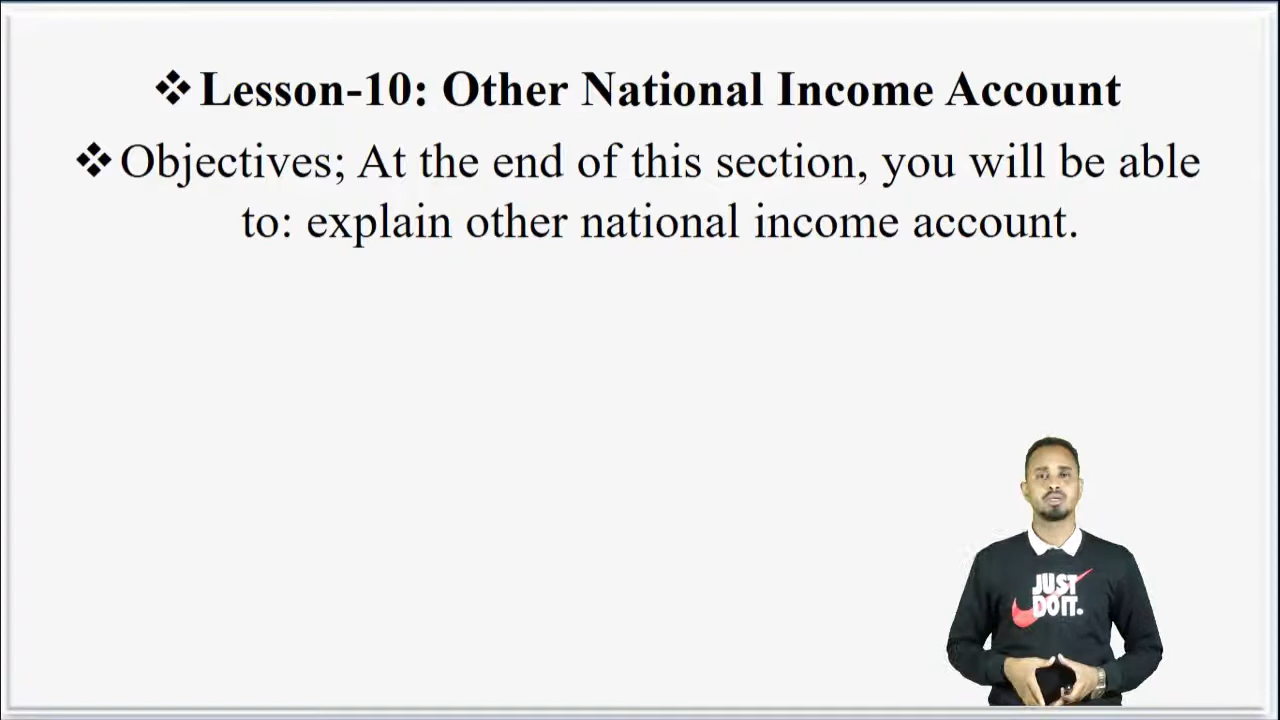 ❖Lesson-10: Other National Income Account
❖Objectives; At the end of this section, you will be able
to: explain other national income account.
JUST
DO IT.